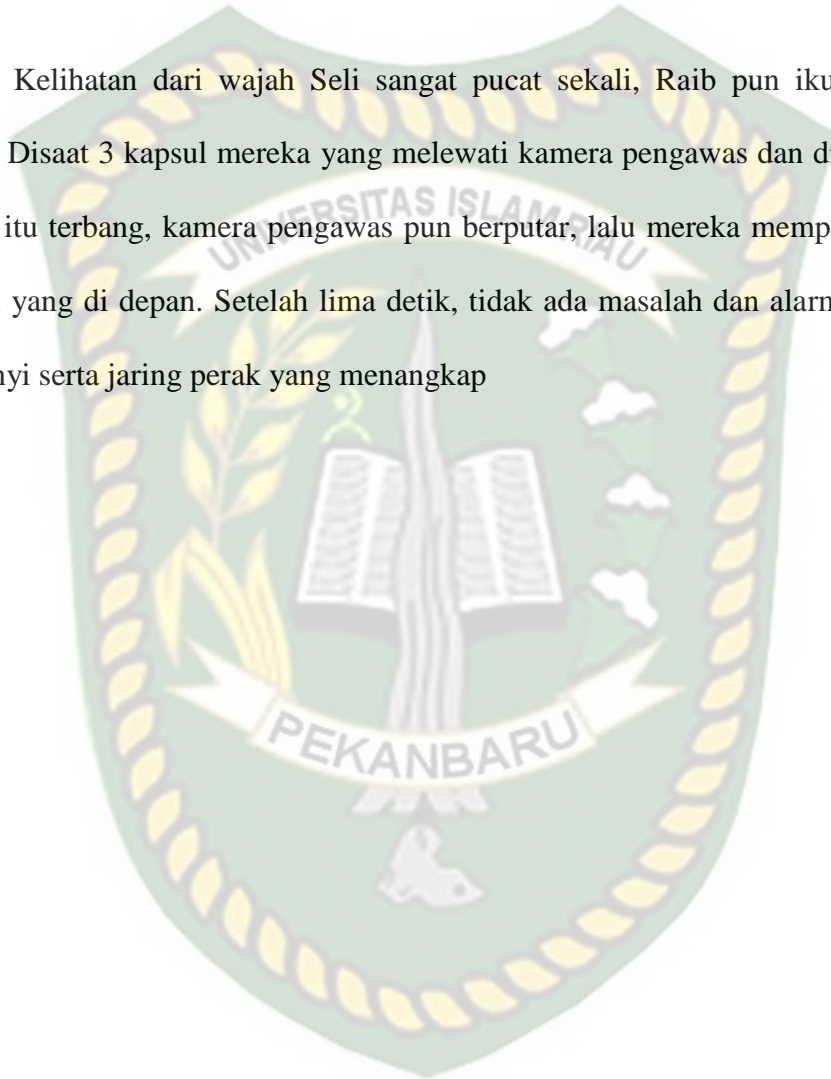 Kelihatan dari wajah Seli sangat pucat sekali, Raib pun iku
Disaat 3 kapsul mereka yang melewati kamera pengawas dan di
itu terbang, kamera pengawas pun berputar, lalu mereka memp
yang di depan. Setelah lima detik, tidak ada masalah dan alarm
nyi serta jaring perak yang menangkap
UNIVERSITAS ISLAM RIAU
PEKANBARU